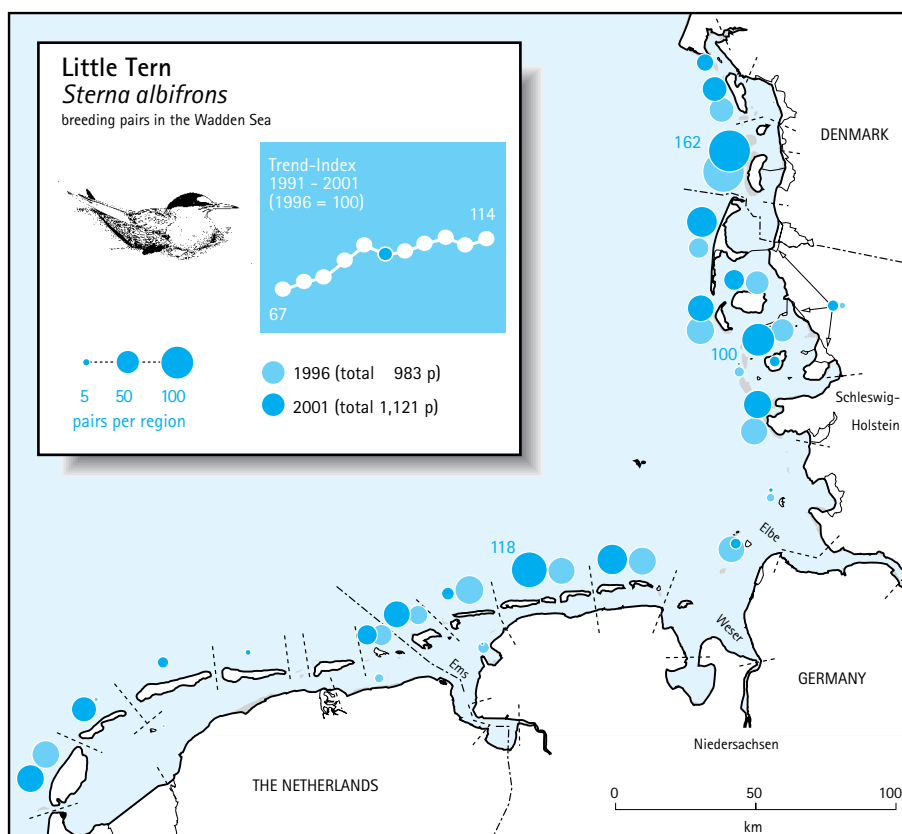 Little Tern
Sterna albifrons
breeding pairs in the Wadden Sea
Trend-Index
1991 - 2001
(1996 = 100)
114
67
5 50 100
pairs per region
1996 (total 983 p)
2001 (total 1,121 p)
DENMARK
162
100
Schleswig-
Holstein
Elbe
118
Weser
Ems
GERMANY
Niedersachsen
THE NETHERLANDS
0 50 100
km